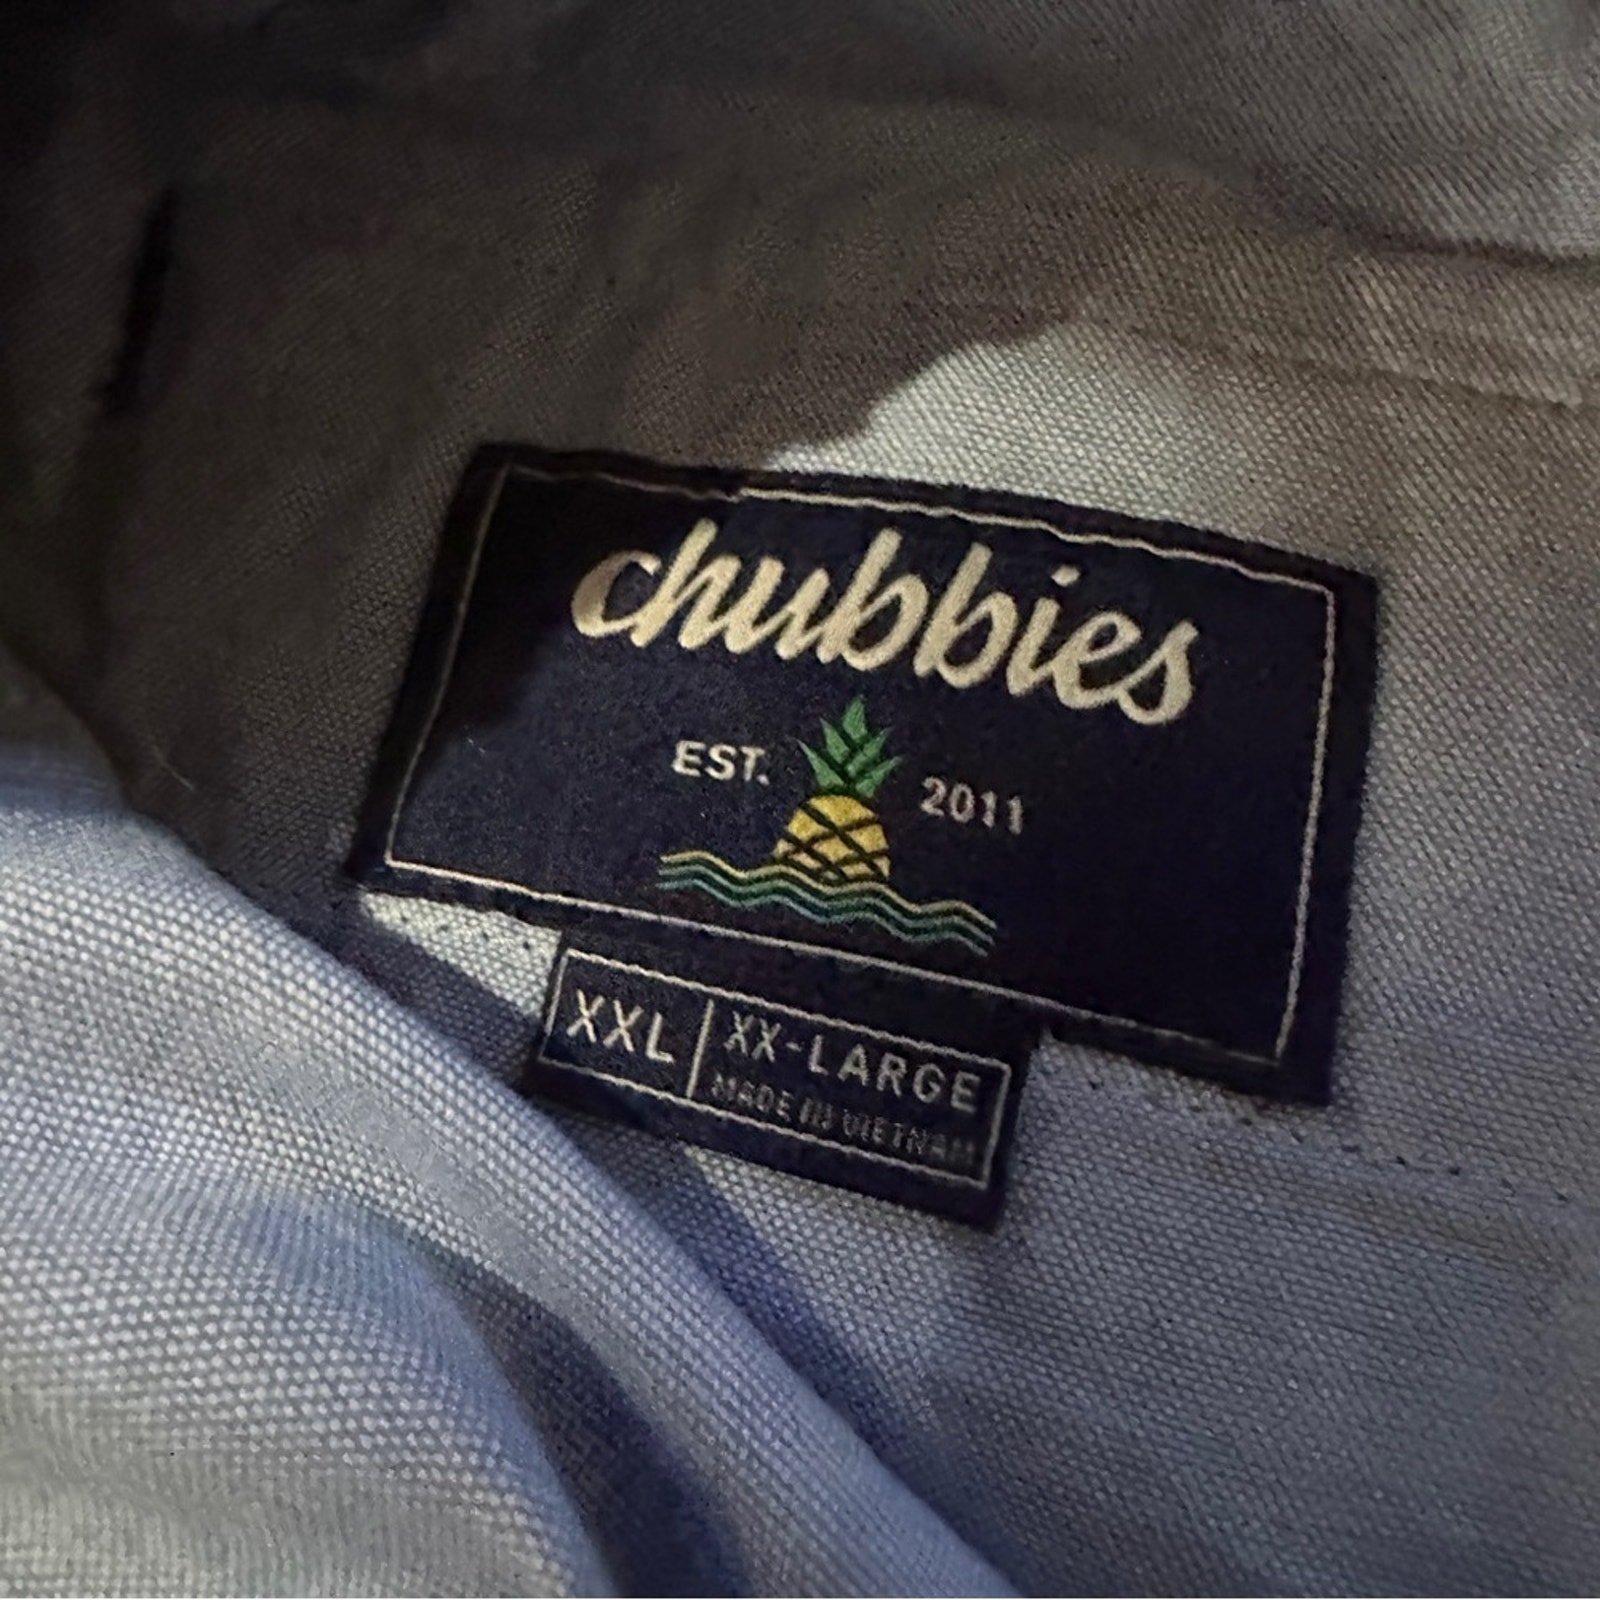 chubbies
EST. 2011
XXL XX-LARGE
MADE IN VIETNAM